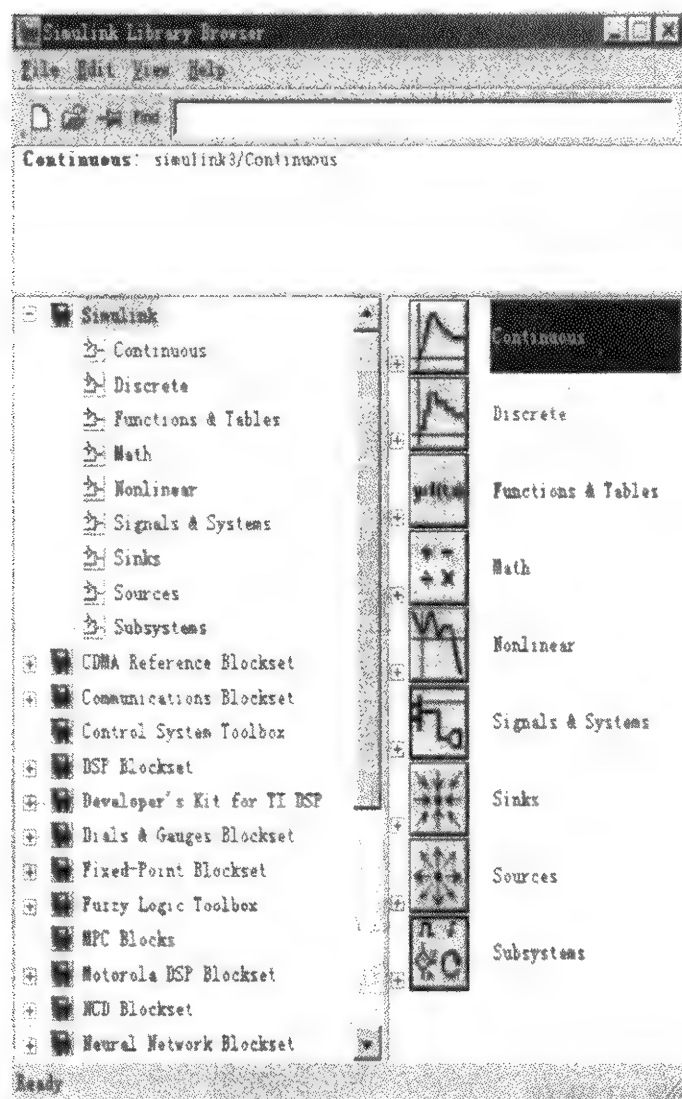 Simulink Library Browser
File Edit View Help
Find
Continuous: simulink3/Continuous
Simulink
Continuous
Discrete
Functions & Tables
Math
Nonlinear
Signals & Systems
Sinks
Sources
Subsystems
CDMA Reference Blockset
Communications Blockset
Control System Toolbox
DSP Blockset
Developer's Kit for TI DSP
Dials & Gauges Blockset
Fixed-Point Blockset
Fuzzy Logic Toolbox
MPC Blocks
Motorola DSP Blockset
NCD Blockset
Neural Network Blockset
Continuous
Discrete
Functions & Tables
Math
Nonlinear
Signals & Systems
Sinks
Sources
Subsystems
Ready